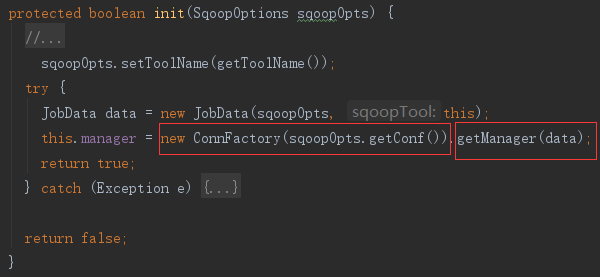 protected boolean init(SqoopOptions sqoopOpts) {
//...
sqoopOpts.setToolName(getToolName());
try {
JobData data = new JobData(sqoopOpts, sqoopTool: this);
this.manager = new ConnFactory(sqoopOpts.getConf()).getManager(data);
return true;
} catch (Exception e) {...}
return false;
}